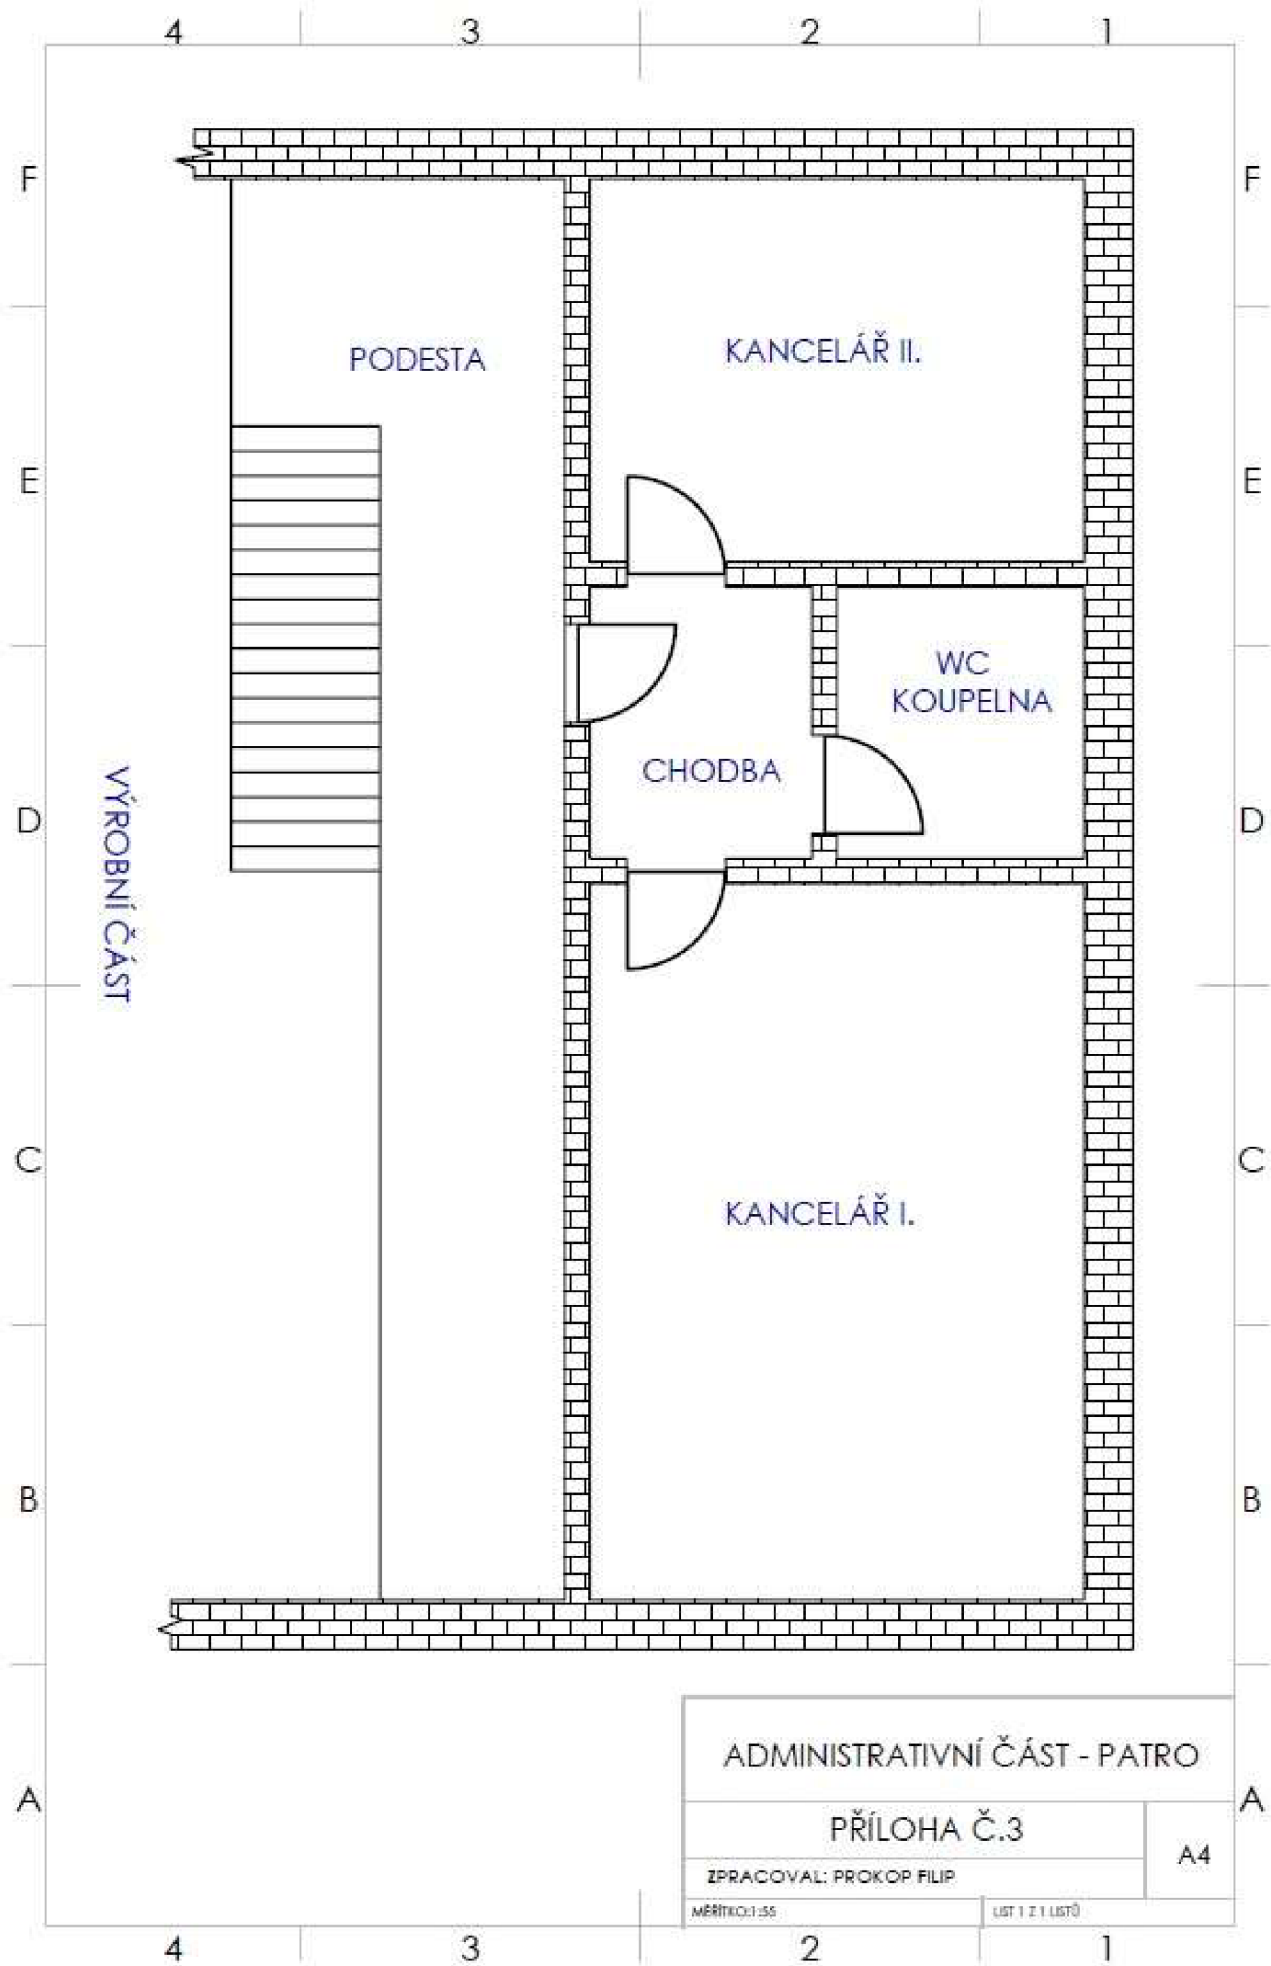 4 3 2 1
F F
PODESTA
KANCELÁŘ II.
E E
WC
KOUPELNA
CHODBA
VÝROBNÍ ČÁST
D D
C C
KANCELÁŘ I.
B B
ADMINISTRATIVNÍ ČÁST - PATRO
A A
PŘÍLOHA Č.3
A4
ZPRACOVAL: PROKOP FILIP
MĚŘÍTKO:1:55
LIST 1 Z 1 LISTŮ
4 3 2 1